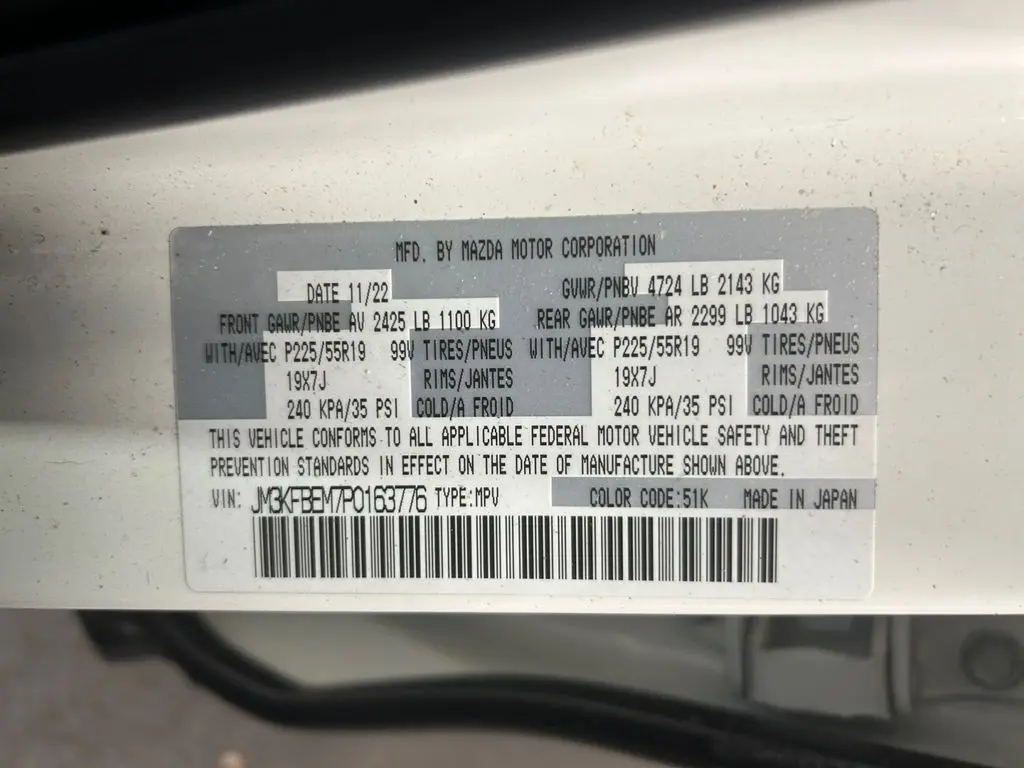 MFD. BY MAZDA MOTOR CORPORATION
DATE 11/22 GVWR/PNBV 4724 LB 2143 KG
FRONT GAWR/PNBE AV 2425 LB 1100 KG REAR GAWR/PNBE AR 2299 LB 1043 KG
WITH/AVEC P225/55R19 99V TIRES/PNEUS WITH/AVEC P225/55R19 99V TIRES/PNEUS
19X7J RIMS/JANTES 19X7J RIMS/JANTES
240 KPA/35 PSI COLD/A FROID 240 KPA/35 PSI COLD/A FROID
THIS VEHICLE CONFORMS TO ALL APPLICABLE FEDERAL MOTOR VEHICLE SAFETY AND THEFT
PREVENTION STANDARDS IN EFFECT ON THE DATE OF MANUFACTURE SHOWN ABOVE.
VIN: JM3KFBEM7P0163776 TYPE:MPV COLOR CODE:51K MADE IN JAPAN